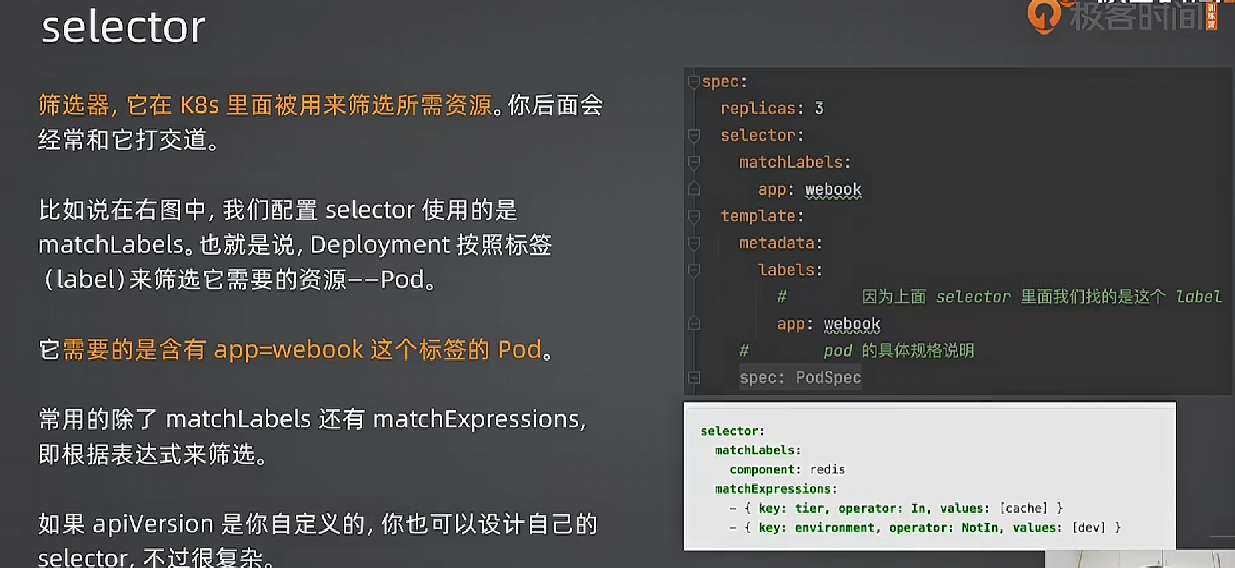 selector
极客时间
筛选器, 它在 K8s 里面被用来筛选所需资源。你后面会
经常和它打交道。
比如说在右图中, 我们配置 selector 使用的是
matchLabels。也就是说, Deployment 按照标签
(label)来筛选它需要的资源——Pod。
它需要的是含有 app=webook 这个标签的 Pod。
常用的除了 matchLabels 还有 matchExpressions,
即根据表达式来筛选。
如果 apiVersion 是你自定义的, 你也可以设计自己的
selector, 不过很复杂。
spec:
replicas: 3
selector:
matchLabels:
app: webook
template:
metadata:
labels:
# 因为上面 selector 里面我们找的是这个 label
app: webook
# pod 的具体规格说明
spec: PodSpec
selector:
matchLabels:
component: redis
matchExpressions:
- { key: tier, operator: In, values: [cache] }
- { key: environment, operator: NotIn, values: [dev] }